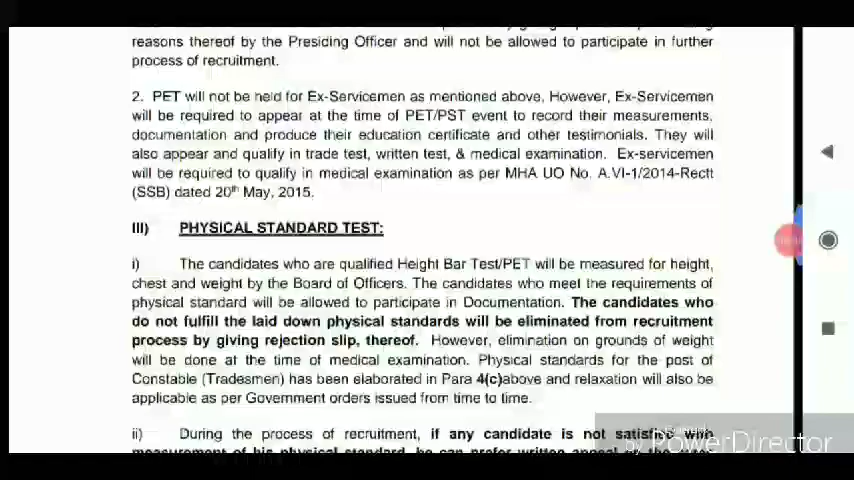 reasons thereof by the Presiding Officer and will not be allowed to participate in further
process of recruitment.
2. PET will not be held for Ex-Servicemen as mentioned above, However, Ex-Servicemen
will be required to appear at the time of PET/PST event to record their measurements,
documentation and produce their education certificate and other testimonials. They will
also appear and qualify in trade test, written test, & medical examination. Ex-servicemen
will be required to qualify in medical examination as per MHA UO No. A.VI-1/2014-Rectt
(SSB) dated 20th May, 2015.
III) PHYSICAL STANDARD TEST:
i) The candidates who are qualified Height Bar Test/PET will be measured for height,
chest and weight by the Board of Officers. The candidates who meet the requirements of
physical standard will be allowed to participate in Documentation. The candidates who
do not fulfill the laid down physical standards will be eliminated from recruitment
process by giving rejection slip, thereof. However, elimination on grounds of weight
will be done at the time of medical examination. Physical standards for the post of
Constable (Tradesmen) has been elaborated in Para 4(c)above and relaxation will also be
applicable as per Government orders issued from time to time.
ii) During the process of recruitment, if any candidate is not satisfied with
measurement of his physical standard, he can prefer written appeal
by PowerDirector